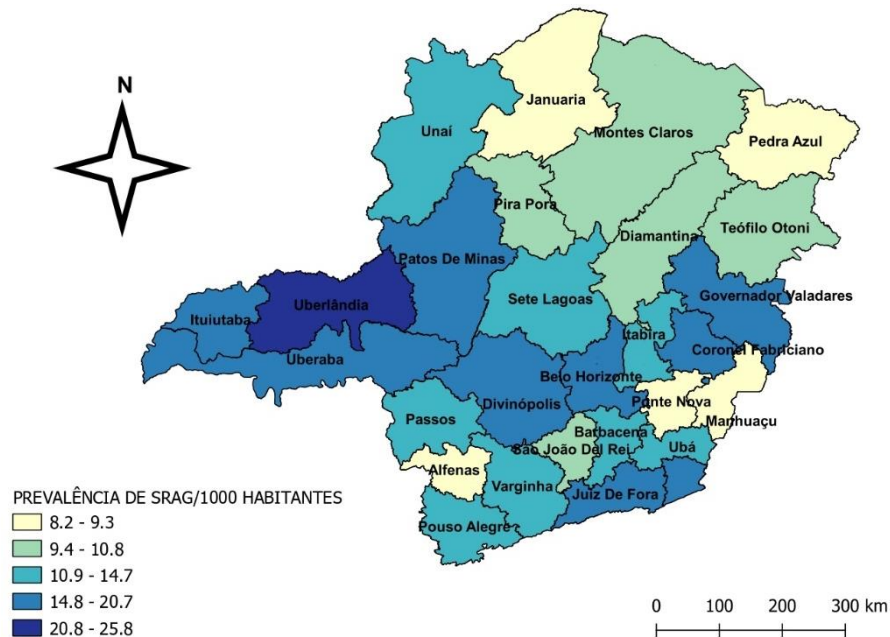 N
Januaria
Unaí
Montes Claros
Pedra Azul
Pira Pora
Diamantina
Teófilo Otoni
Patos De Minas
Sete Lagoas
Governador Valadares
Uberlândia
Ituiutaba
Itabira
Coronel Fabriciano
Uberaba
Belo Horizonte
Divinópolis
Ponte Nova
Manhuaçu
Passos
Barbacena
São João Del Rei
Ubá
Alfenas
Varginha
Juiz De Fora
Pouso Alegre
PREVALÊNCIA DE SRAG/1000 HABITANTES
8.2 - 9.3
9.4 - 10.8
10.9 - 14.7
14.8 - 20.7
20.8 - 25.8
0 100 200 300 km